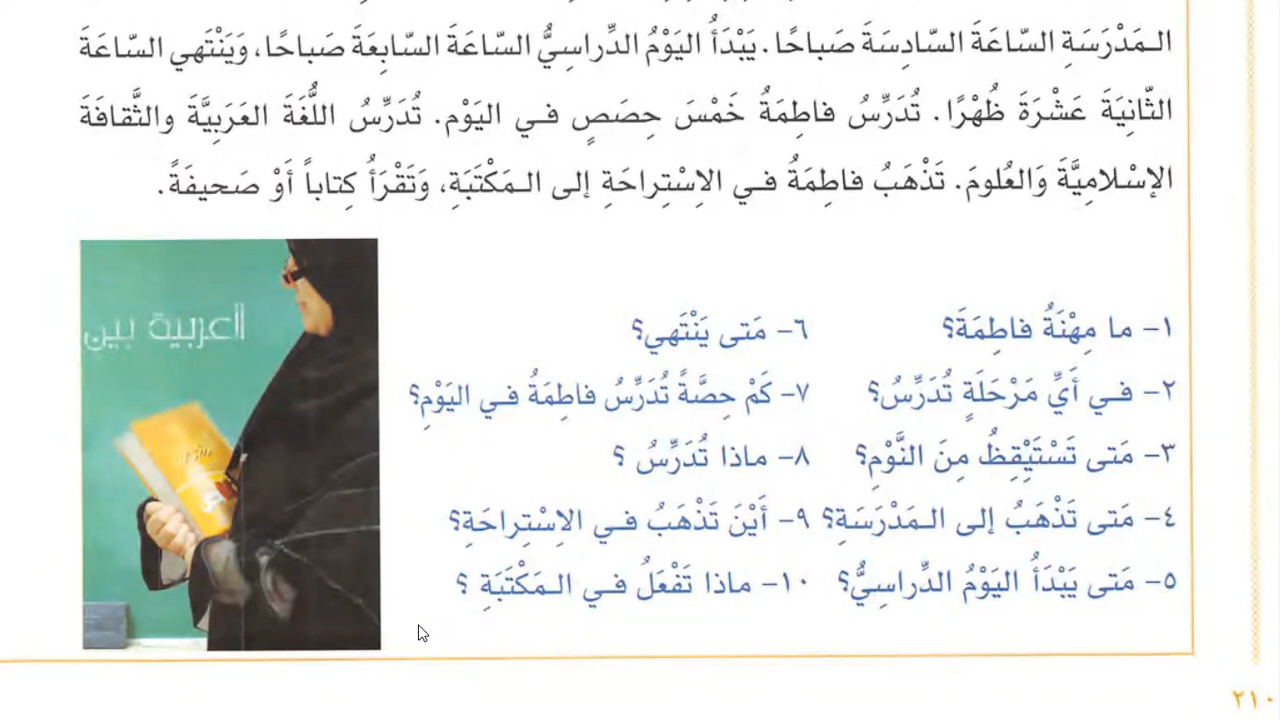 الـمَدْرَسَةِ السّاعَةَ السّادِسَةَ صَباحًا. يَبْدَأُ اليَوْمُ الدِّراسِيُّ السّاعَةَ السّابِعَةَ صَباحًا، وَيَنْتَهي السّاعَةَ
الثّانِيَةَ عَشْرَةَ ظُهْرًا. تُدَرِّسُ فاطِمَةُ خَمْسَ حِصَصٍ فـي اليَوْم. تُدَرِّسُ اللُّغَةَ العَرَبِيَّةَ والثَّقافَةَ
الإسْلامِيَّةَ وَالعُلومَ. تَذْهَبُ فاطِمَةُ فـي الاِسْتِراحَةِ إلى الـمَكْتَبَةِ، وَتَقْرَأُ كِتاباً أَوْ صَحيفَةً.
العربية بين
١- ما مِهْنَةُ فاطِمَةَ؟
٢- فـي أَيِّ مَرْحَلَةٍ تُدَرِّسُ؟
٣- مَتى تَسْتَيْقِظُ مِنَ النَّوْمِ؟
٤- مَتى تَذْهَبُ إلى الـمَدْرَسَةِ؟
٥- مَتى يَبْدَأُ اليَوْمُ الدِّراسِيُّ؟
٦- مَتى يَنْتَهي؟
٧- كَمْ حِصَّةً تُدَرِّسُ فاطِمَةُ فـي اليَوْمِ؟
٨- ماذا تُدَرِّسُ ؟
٩- أَيْنَ تَذْهَبُ فـي الاِسْتِراحَةِ؟
١٠- ماذا تَفْعَلُ فـي الـمَكْتَبَةِ ؟
٢١٠